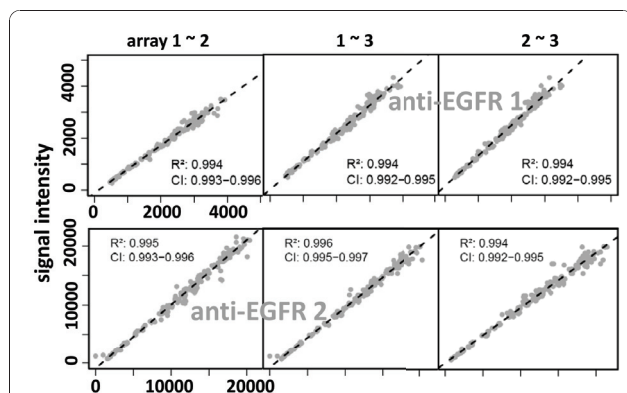 array 1 ~ 2
1 ~ 3
2 ~ 3
signal intensity
4000
2000
0
R²: 0.994
CI: 0.993–0.996
R²: 0.994
CI: 0.992–0.995
R²: 0.994
CI: 0.992–0.995
anti-EGFR 1
0
2000
4000
20000
10000
0
R²: 0.995
CI: 0.993–0.996
R²: 0.996
CI: 0.995–0.997
R²: 0.994
CI: 0.992–0.995
anti-EGFR 2
0
10000
20000